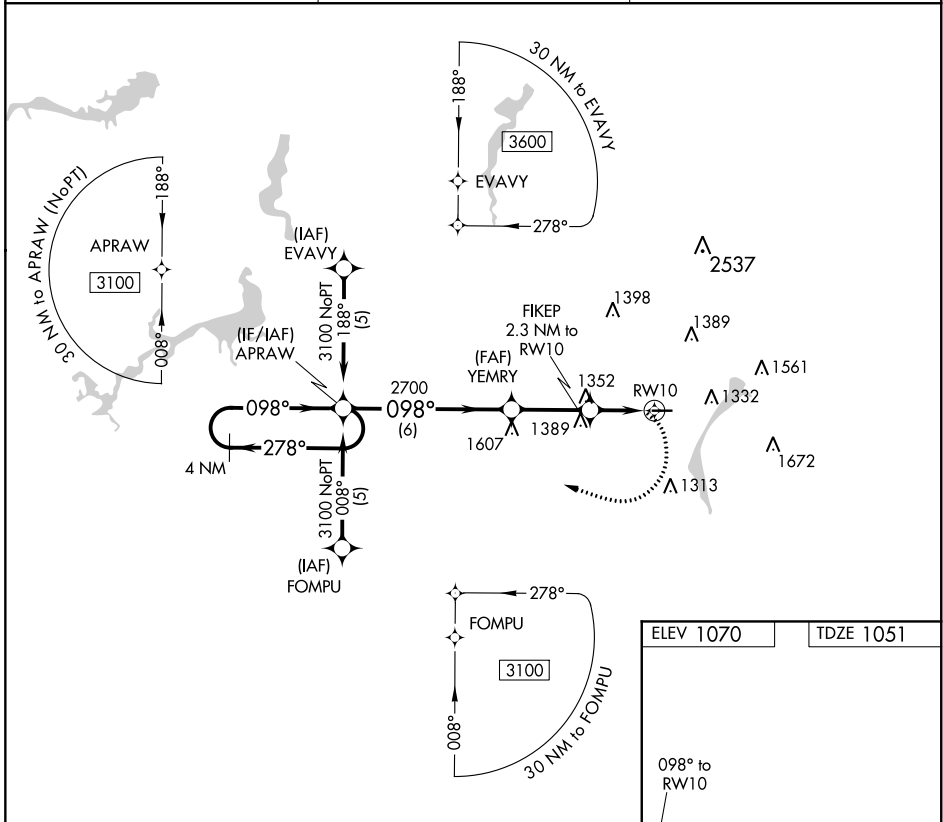 30 NM to EVAVY
188°
3600
EVAVY
278°
30 NM to APRAW (NoPT)
188°
APRAW
3100
008°
(IAF)
EVAVY
3100 NoPT
188°
(5)
(IF/IAF)
APRAW
2537
1398
1389
FIKEP
2.3 NM to
RW10
(FAF)
YEMRY
1352
RW10
1561
1332
2700
098°
098°
(6)
1607
1389
278°
4 NM
1672
3100 NoPT
008°
(5)
1313
(IAF)
FOMPU
278°
FOMPU
3100
008°
30 NM to FOMPU
ELEV 1070
TDZE 1051
098° to
RW10